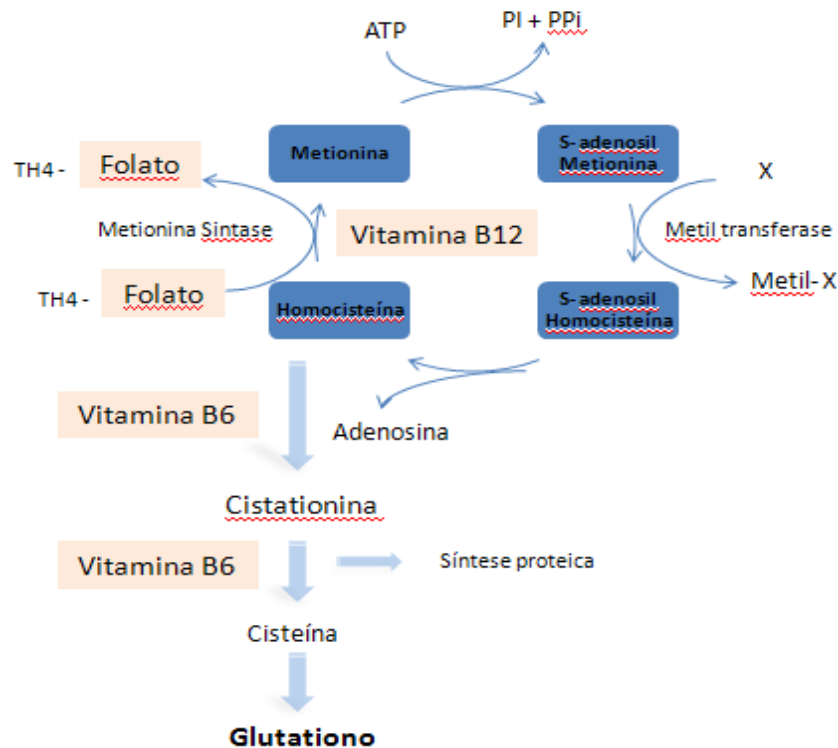 ATP
PI + PPi
Metionina
S-adenosil
Metionina
TH4 - Folato
X
Metionina Sintase
Vitamina B12
Metil transferase
TH4 - Folato
Metil-X
Homocisteína
S-adenosil
Homocisteína
Vitamina B6
Adenosina
Cistationina
Vitamina B6
Síntese proteica
Cisteína
Glutationo